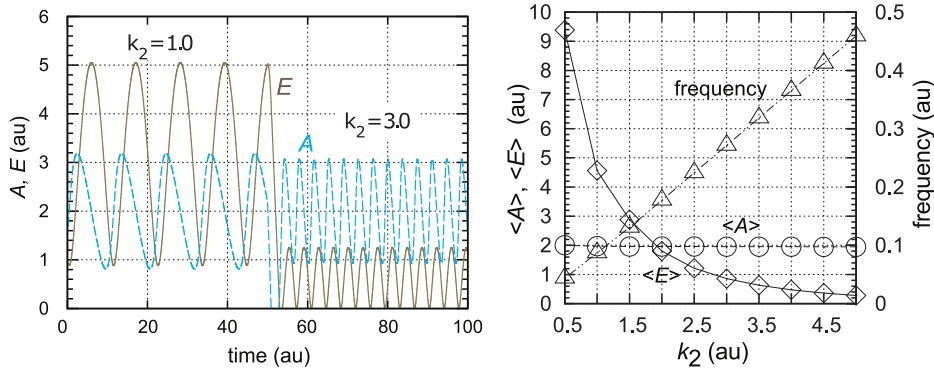 k₂=1.0
E
k₂=3.0
A
A, E (au)
6
5
4
3
2
1
0
0 20 40 60 80 100
time (au)
10
9
8
7
6
5
4
3
2
1
0
<A>, <E> (au)
frequency
<A>
<E>
0.5
0.4
0.3
0.2
0.1
0
frequency (au)
0.5 1.5 2.5 3.5 4.5
k₂ (au)